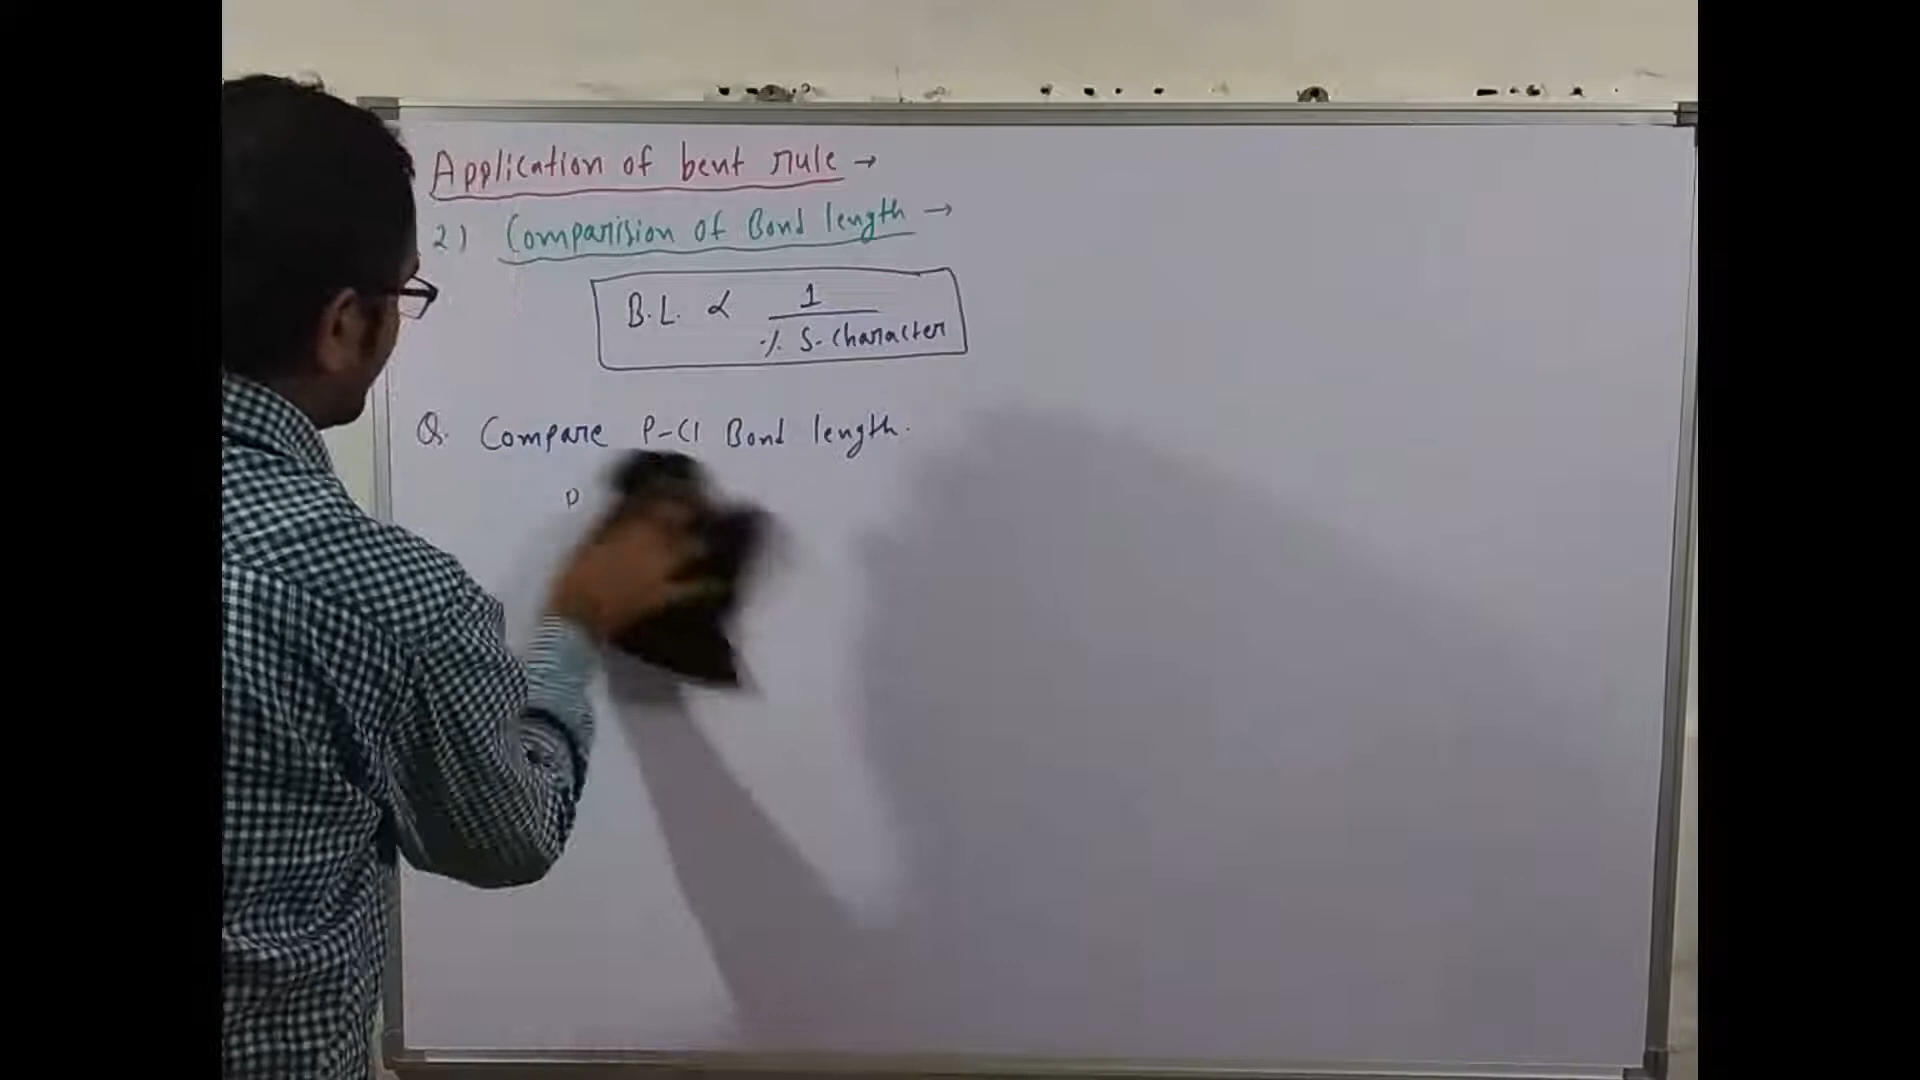 Application of bent rule →
2) Comparision of Bond length →
B.L. ∝ 1
% S-character
Q. Compare P-Cl Bond length.
P